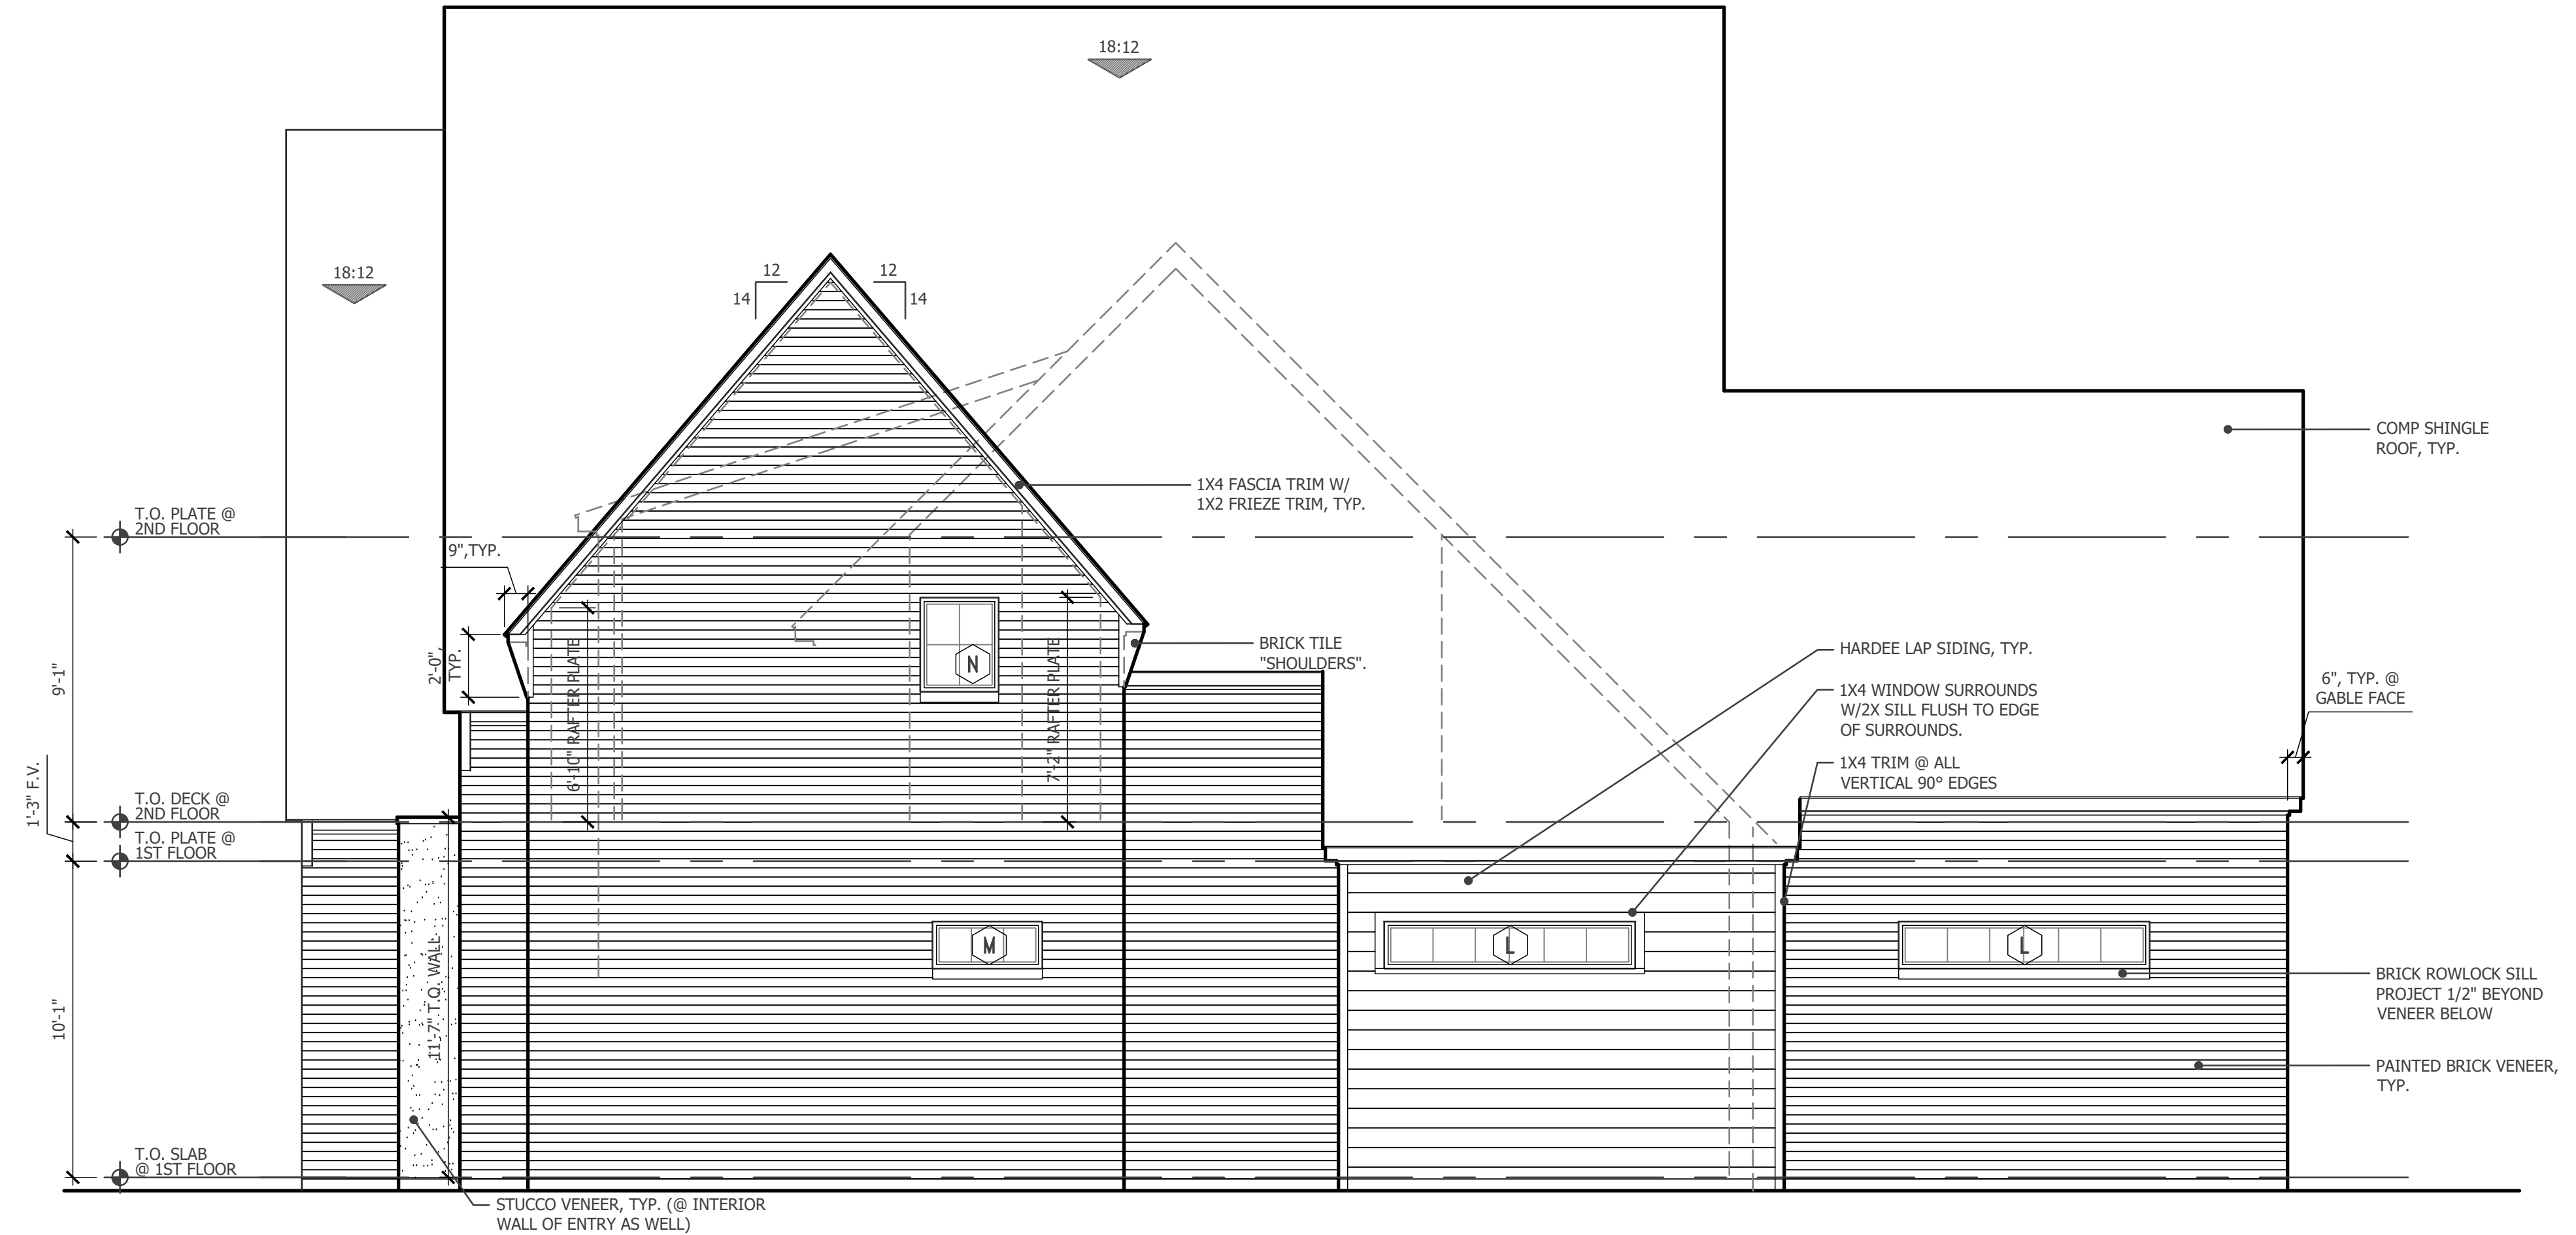 18:12
18:12
12
12
14
14
COMP SHINGLE
ROOF, TYP.
1X4 FASCIA TRIM W/
1X2 FRIEZE TRIM, TYP.
T.O. PLATE @
2ND FLOOR
9",TYP.
2'-0",
TYP.
6'-10" RAFTER PLATE
7'-2" RAFTER PLATE
N
BRICK TILE
"SHOULDERS".
HARDEE LAP SIDING, TYP.
1X4 WINDOW SURROUNDS
W/2X SILL FLUSH TO EDGE
OF SURROUNDS.
1X4 TRIM @ ALL
VERTICAL 90° EDGES
6", TYP. @
GABLE FACE
9'-1"
1'-3" F.V.
T.O. DECK @
2ND FLOOR
T.O. PLATE @
1ST FLOOR
10'-1"
11'-7" T.O. WALL
M
L
L
BRICK ROWLOCK SILL
PROJECT 1/2" BEYOND
VENEER BELOW
PAINTED BRICK VENEER,
TYP.
T.O. SLAB
@ 1ST FLOOR
STUCCO VENEER, TYP. (@ INTERIOR
WALL OF ENTRY AS WELL)